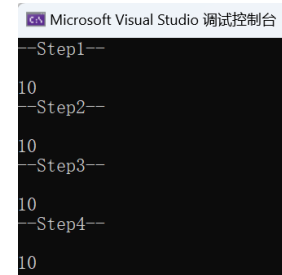 Microsoft Visual Studio 调试控制台
--Step1--
10
--Step2--
10
--Step3--
10
--Step4--
10